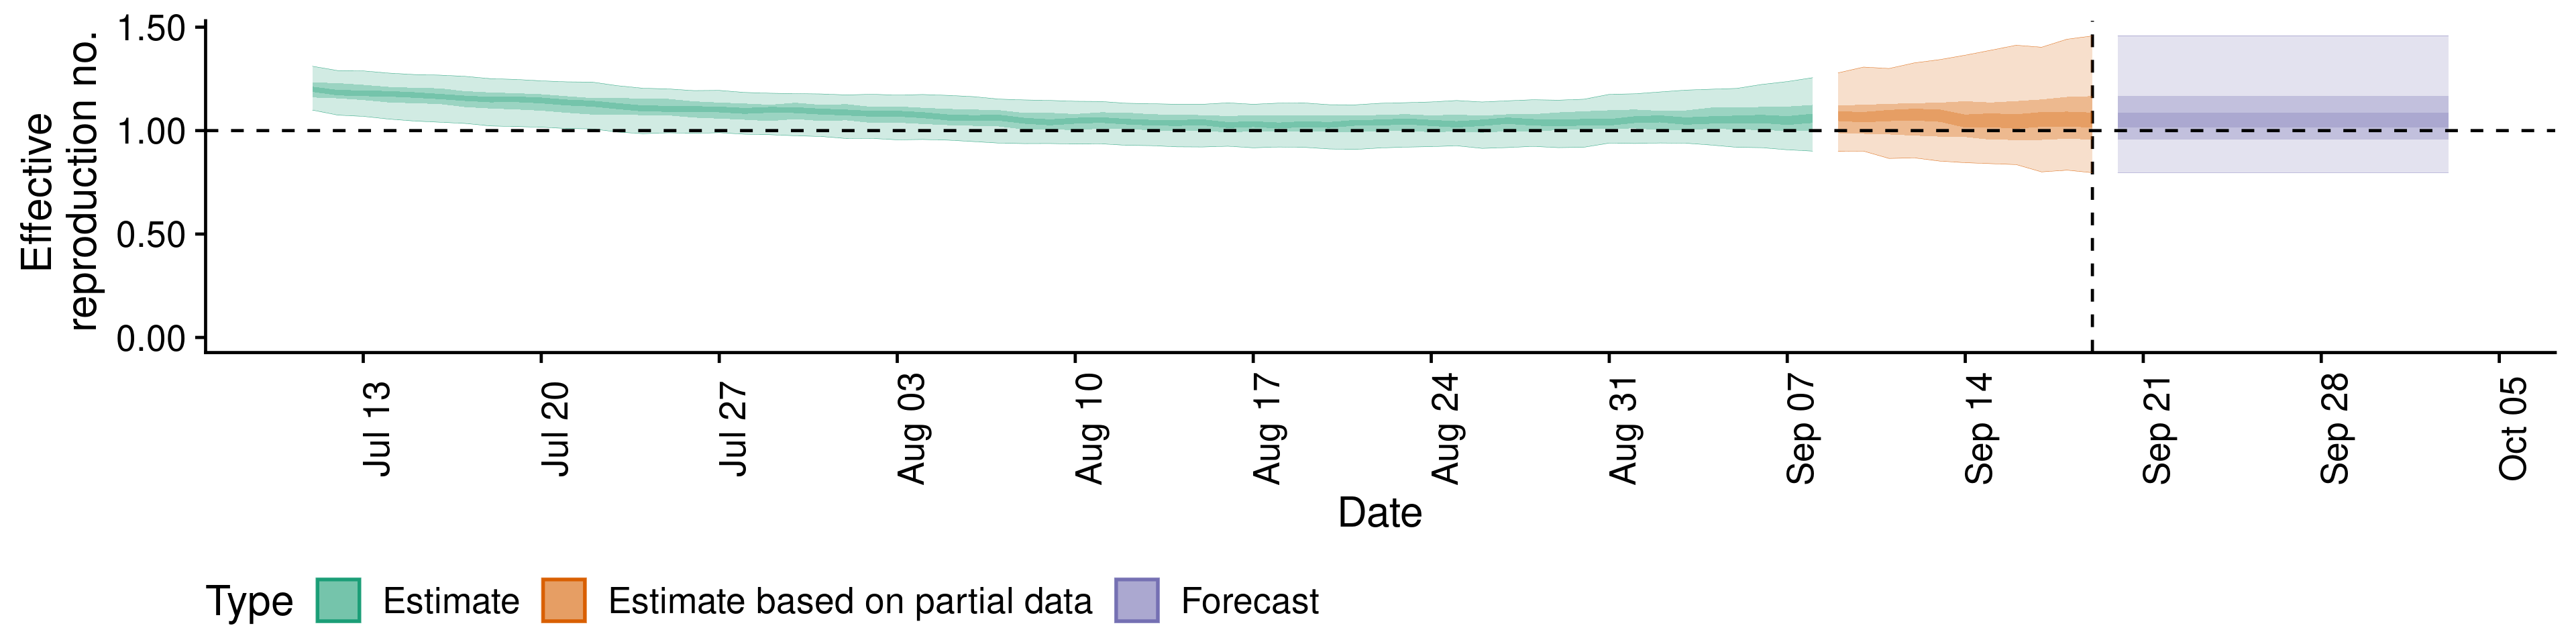 Effective
reproduction no.
1.50
1.00
0.50
0.00
Jul 13
Jul 20
Jul 27
Aug 03
Aug 10
Aug 17
Aug 24
Aug 31
Sep 07
Sep 14
Sep 21
Sep 28
Oct 05
Date
Type Estimate Estimate based on partial data Forecast